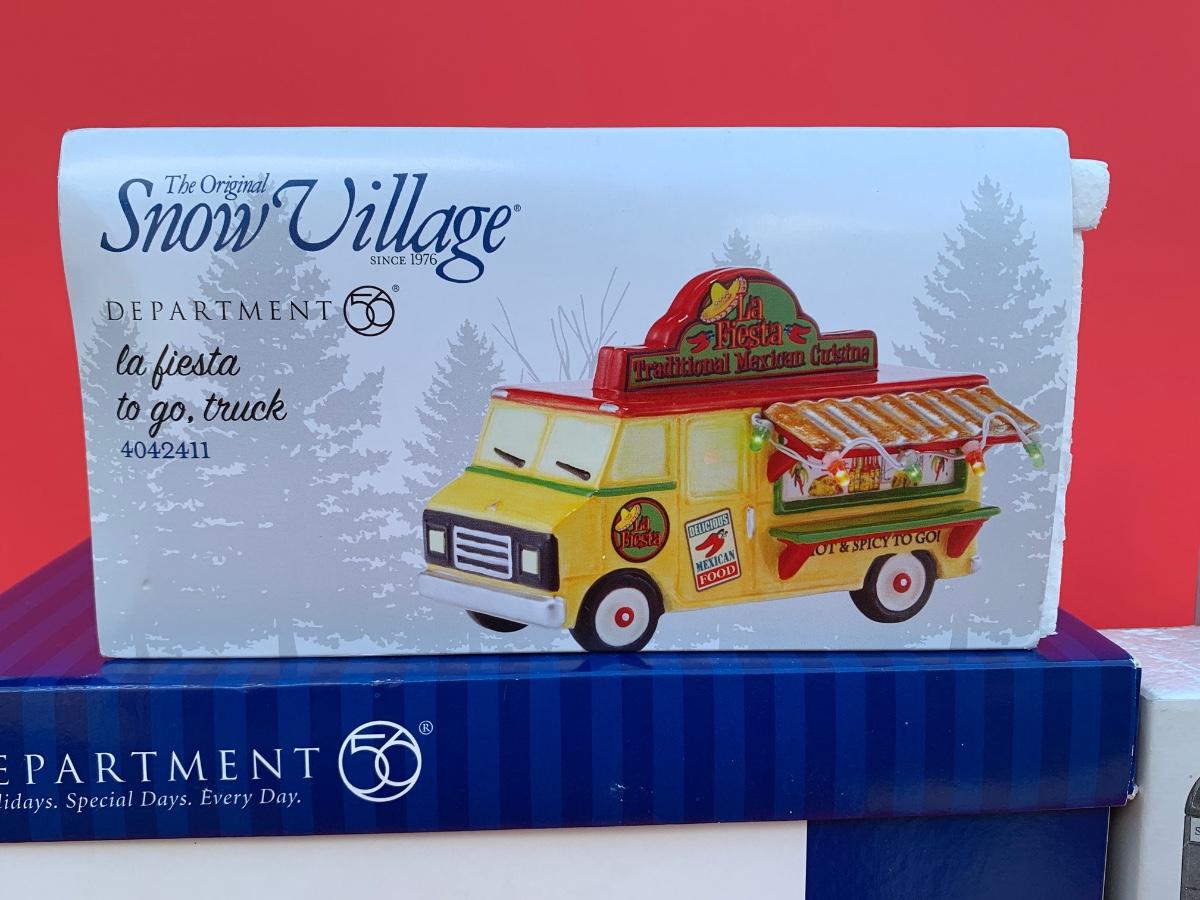 The Original
Snow Village®
SINCE 1976
DEPARTMENT 56®
la fiesta
to go, truck
4042411
La
Fiesta
Traditional Mexican Cuisine
La
Fiesta
DELICIOUS
MEXICAN
FOOD
OT & SPICY TO GO!
EPARTMENT 56®
lidays. Special Days. Every Day.
S